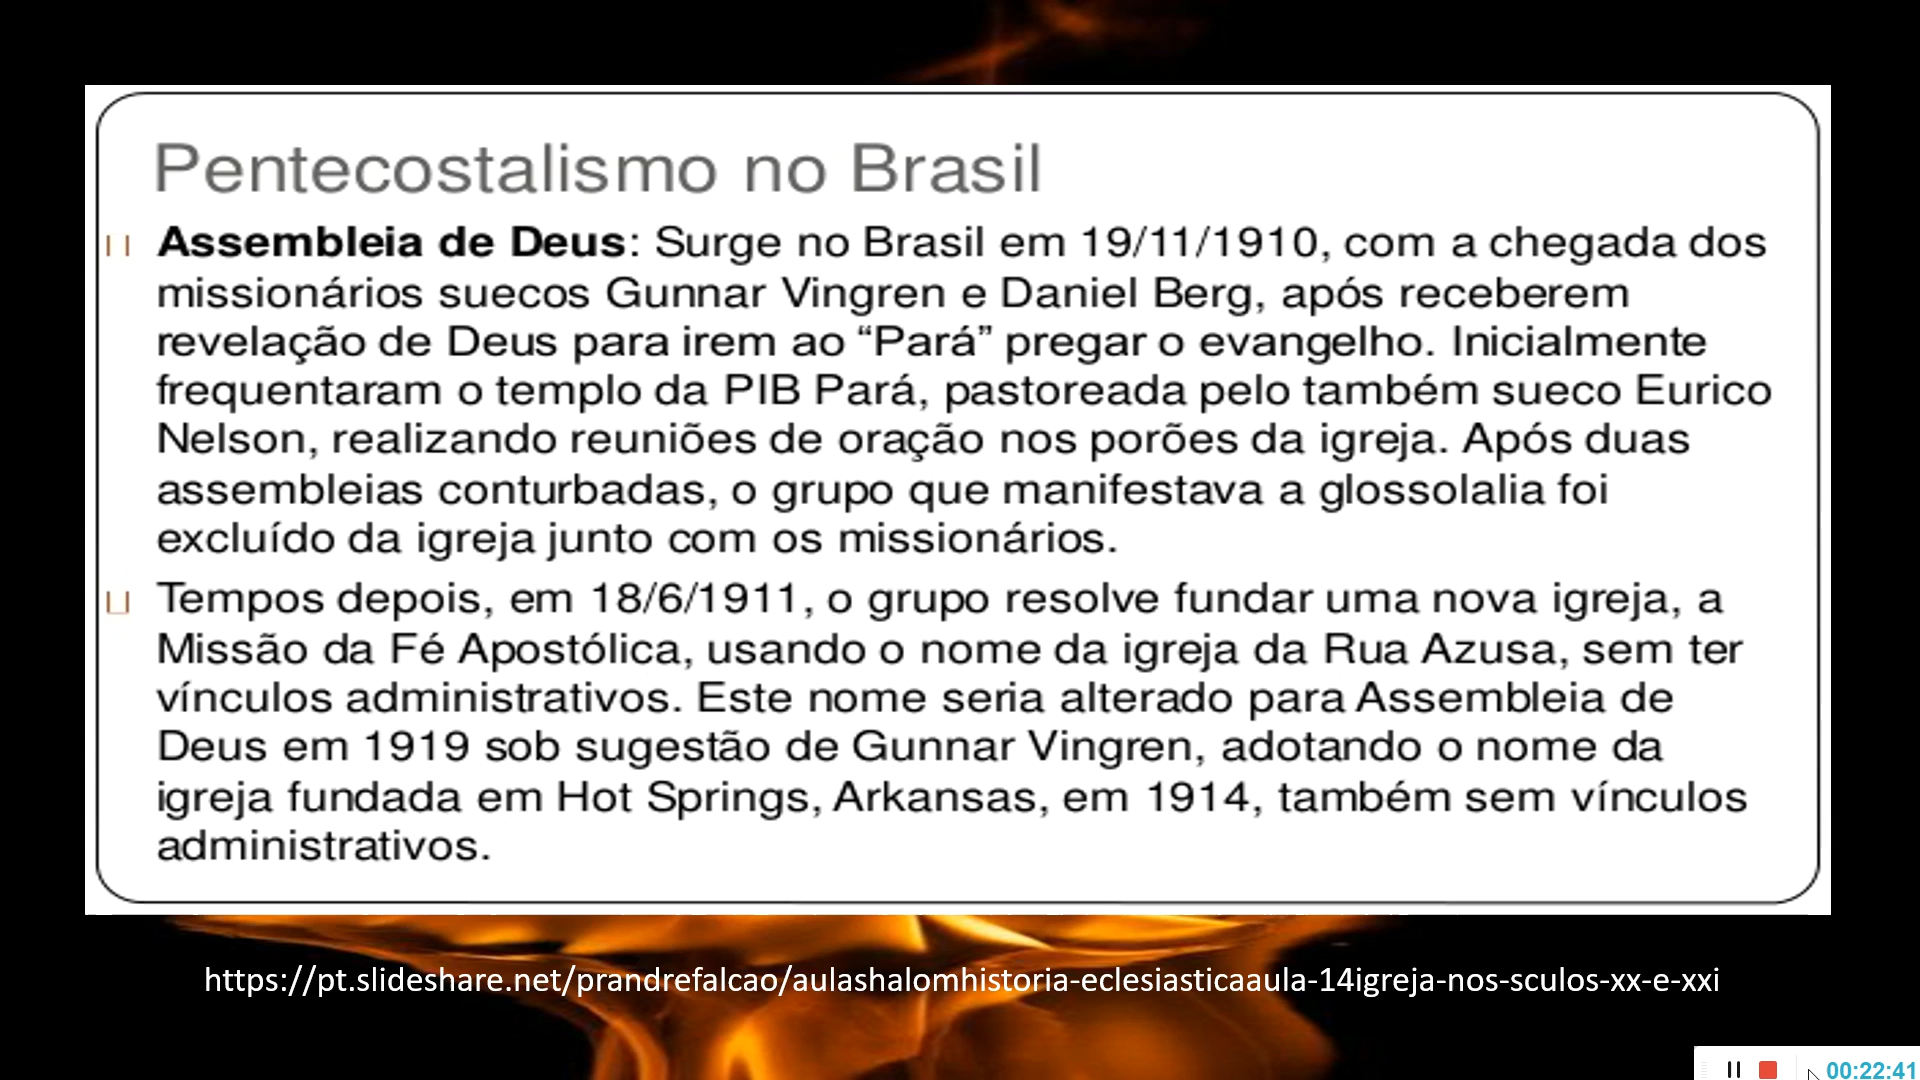 Pentecostalismo no Brasil
Assembleia de Deus: Surge no Brasil em 19/11/1910, com a chegada dos
missionários suecos Gunnar Vingren e Daniel Berg, após receberem
revelação de Deus para irem ao “Pará” pregar o evangelho. Inicialmente
frequentaram o templo da PIB Pará, pastoreada pelo também sueco Eurico
Nelson, realizando reuniões de oração nos porões da igreja. Após duas
assembleias conturbadas, o grupo que manifestava a glossolalia foi
excluído da igreja junto com os missionários.
Tempos depois, em 18/6/1911, o grupo resolve fundar uma nova igreja, a
Missão da Fé Apostólica, usando o nome da igreja da Rua Azusa, sem ter
vínculos administrativos. Este nome seria alterado para Assembleia de
Deus em 1919 sob sugestão de Gunnar Vingren, adotando o nome da
igreja fundada em Hot Springs, Arkansas, em 1914, também sem vínculos
administrativos.
https://pt.slideshare.net/prandrefalcao/aulashalomhistoria-eclesiasticaaula-14igreja-nos-sculos-xx-e-xxi
00:22:41